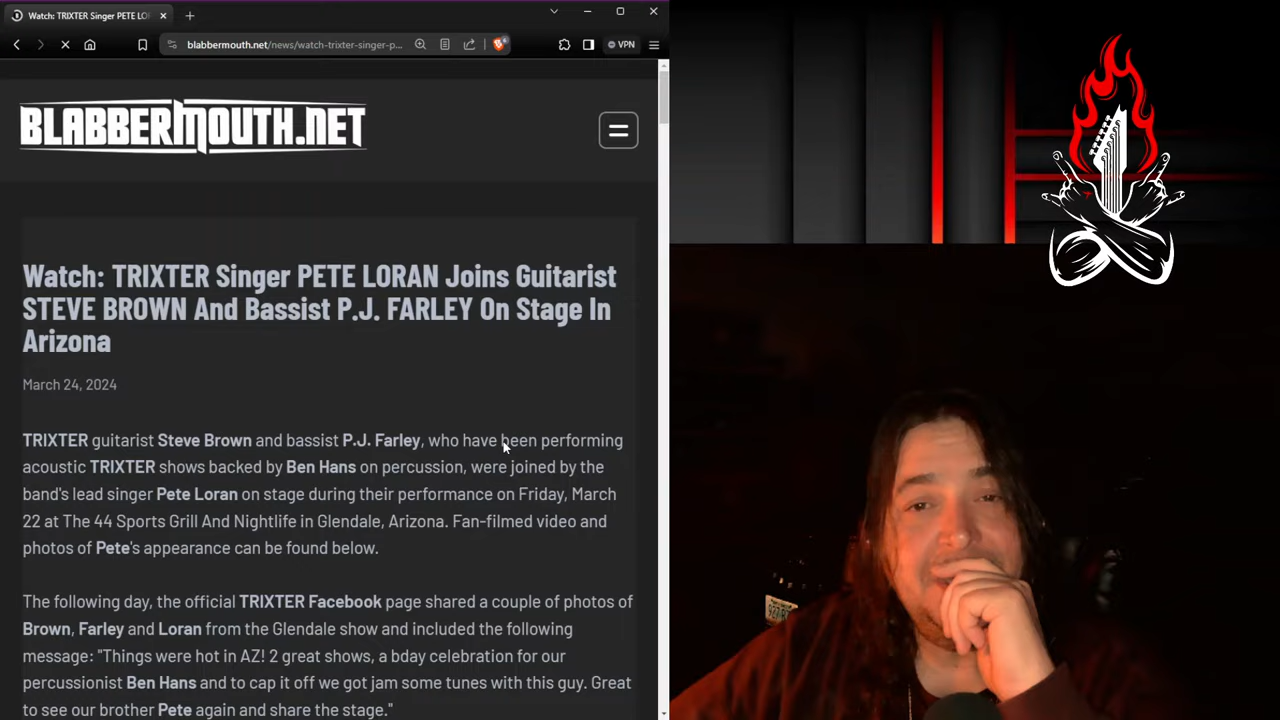 Watch: TRIXTER Singer PETE LOR
blabbermouth.net/news/watch-trixter-singer-p...
VPN
BLABBERMOUTH.NET
Watch: TRIXTER Singer PETE LORAN Joins Guitarist
STEVE BROWN And Bassist P.J. FARLEY On Stage In
Arizona
March 24, 2024
TRIXTER guitarist Steve Brown and bassist P.J. Farley, who have been performing
acoustic TRIXTER shows backed by Ben Hans on percussion, were joined by the
band's lead singer Pete Loran on stage during their performance on Friday, March
22 at The 44 Sports Grill And Nightlife in Glendale, Arizona. Fan-filmed video and
photos of Pete's appearance can be found below.
The following day, the official TRIXTER Facebook page shared a couple of photos of
Brown, Farley and Loran from the Glendale show and included the following
message: "Things were hot in AZ! 2 great shows, a bday celebration for our
percussionist Ben Hans and to cap it off we got jam some tunes with this guy. Great
to see our brother Pete again and share the stage."